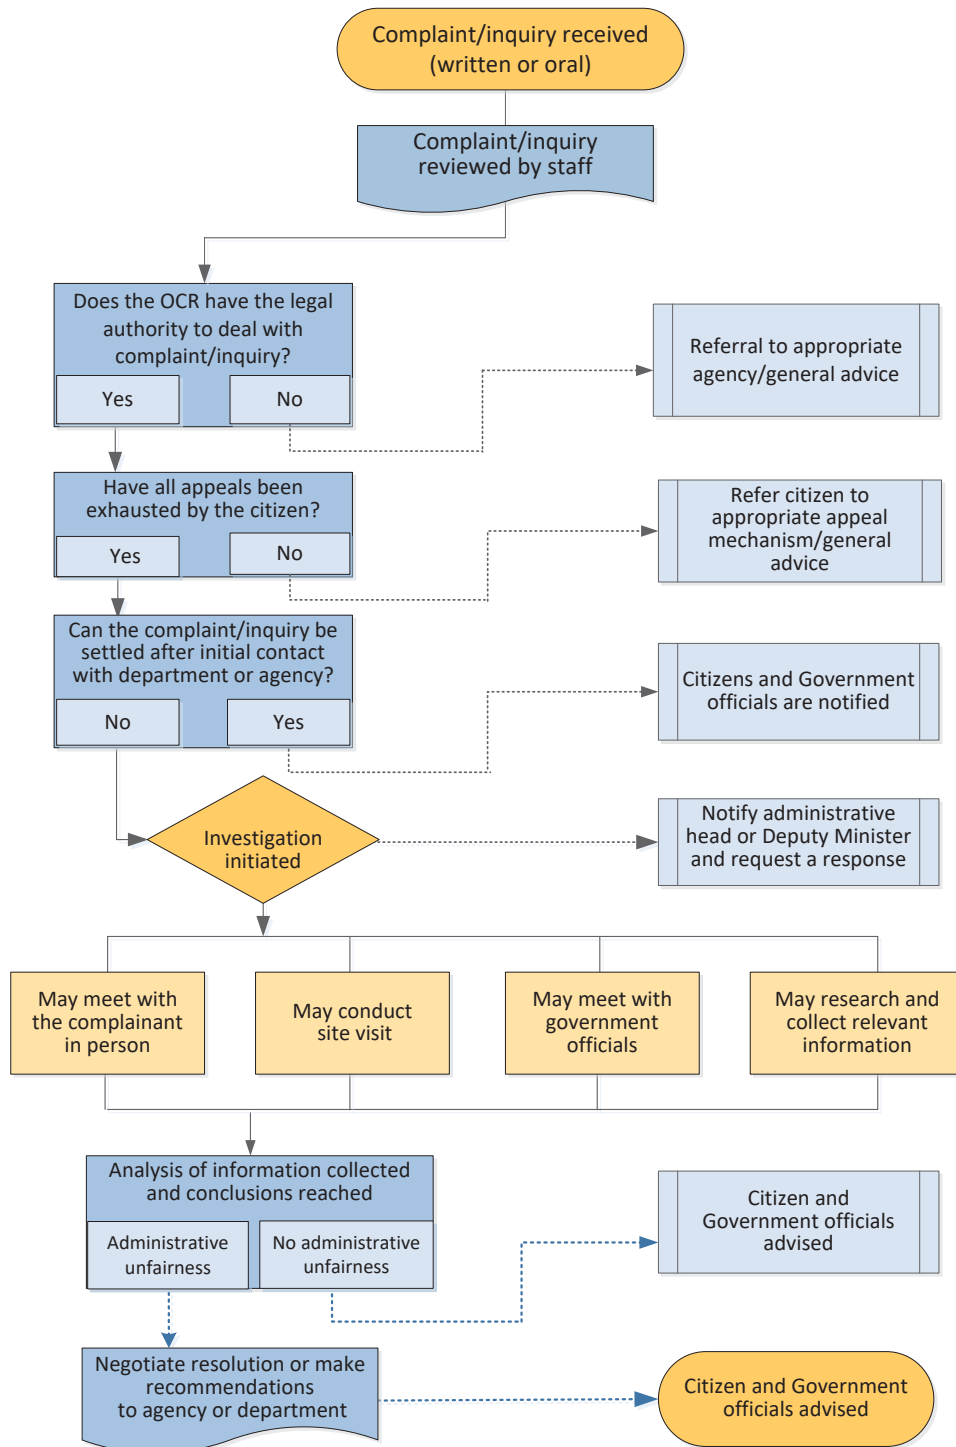 Complaint/inquiry received
(written or oral)
Complaint/inquiry
reviewed by staff
Does the OCR have the legal
authority to deal with
complaint/inquiry?
Yes
No
Referral to appropriate
agency/general advice
Have all appeals been
exhausted by the citizen?
Yes
No
Refer citizen to
appropriate appeal
mechanism/general
advice
Can the complaint/inquiry be
settled after initial contact
with department or agency?
No
Yes
Citizens and Government
officials are notified
Investigation
initiated
Notify administrative
head or Deputy Minister
and request a response
May meet with
the complainant
in person
May conduct
site visit
May meet with
government
officials
May research and
collect relevant
information
Analysis of information collected
and conclusions reached
Administrative
unfairness
No administrative
unfairness
Citizen and
Government officials
advised
Negotiate resolution or make
recommendations
to agency or department
Citizen and Government
officials advised